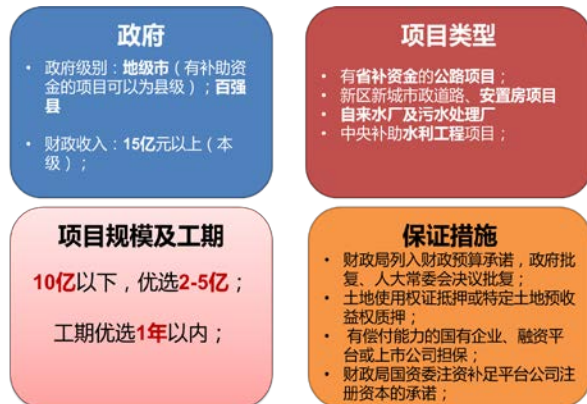 政府
• 政府级别：地级市（有补助资
金的项目可以为县级）；百强
县
• 财政收入：15亿元以上（本
级）；
项目类型
• 有省补资金的公路项目；
• 新区新城市政道路、安置房项目
• 自来水厂及污水处理厂
• 中央补助水利工程项目；
项目规模及工期
10亿以下，优选2-5亿；
工期优选1年以内；
保证措施
• 财政局列入财政预算承诺，政府批
复、人大常委会决议批复；
• 土地使用权证抵押或特定土地预收
益权质押；
• 有偿付能力的国有企业、融资平
台或上市公司担保；
• 财政局国资委注资补足平台公司注
册资本的承诺；